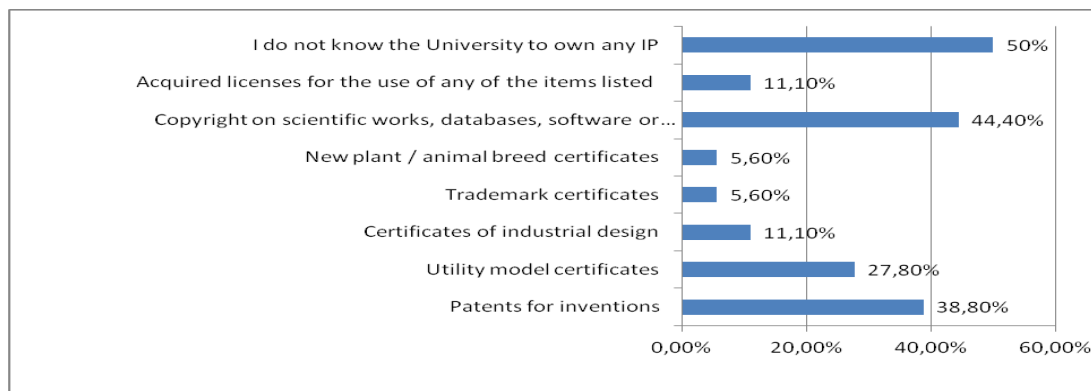 I do not know the University to own any IP 50%
Acquired licenses for the use of any of the items listed 11,10%
Copyright on scientific works, databases, software or... 44,40%
New plant / animal breed certificates 5,60%
Trademark certificates 5,60%
Certificates of industrial design 11,10%
Utility model certificates 27,80%
Patents for inventions 38,80%
0,00% 20,00% 40,00% 60,00%